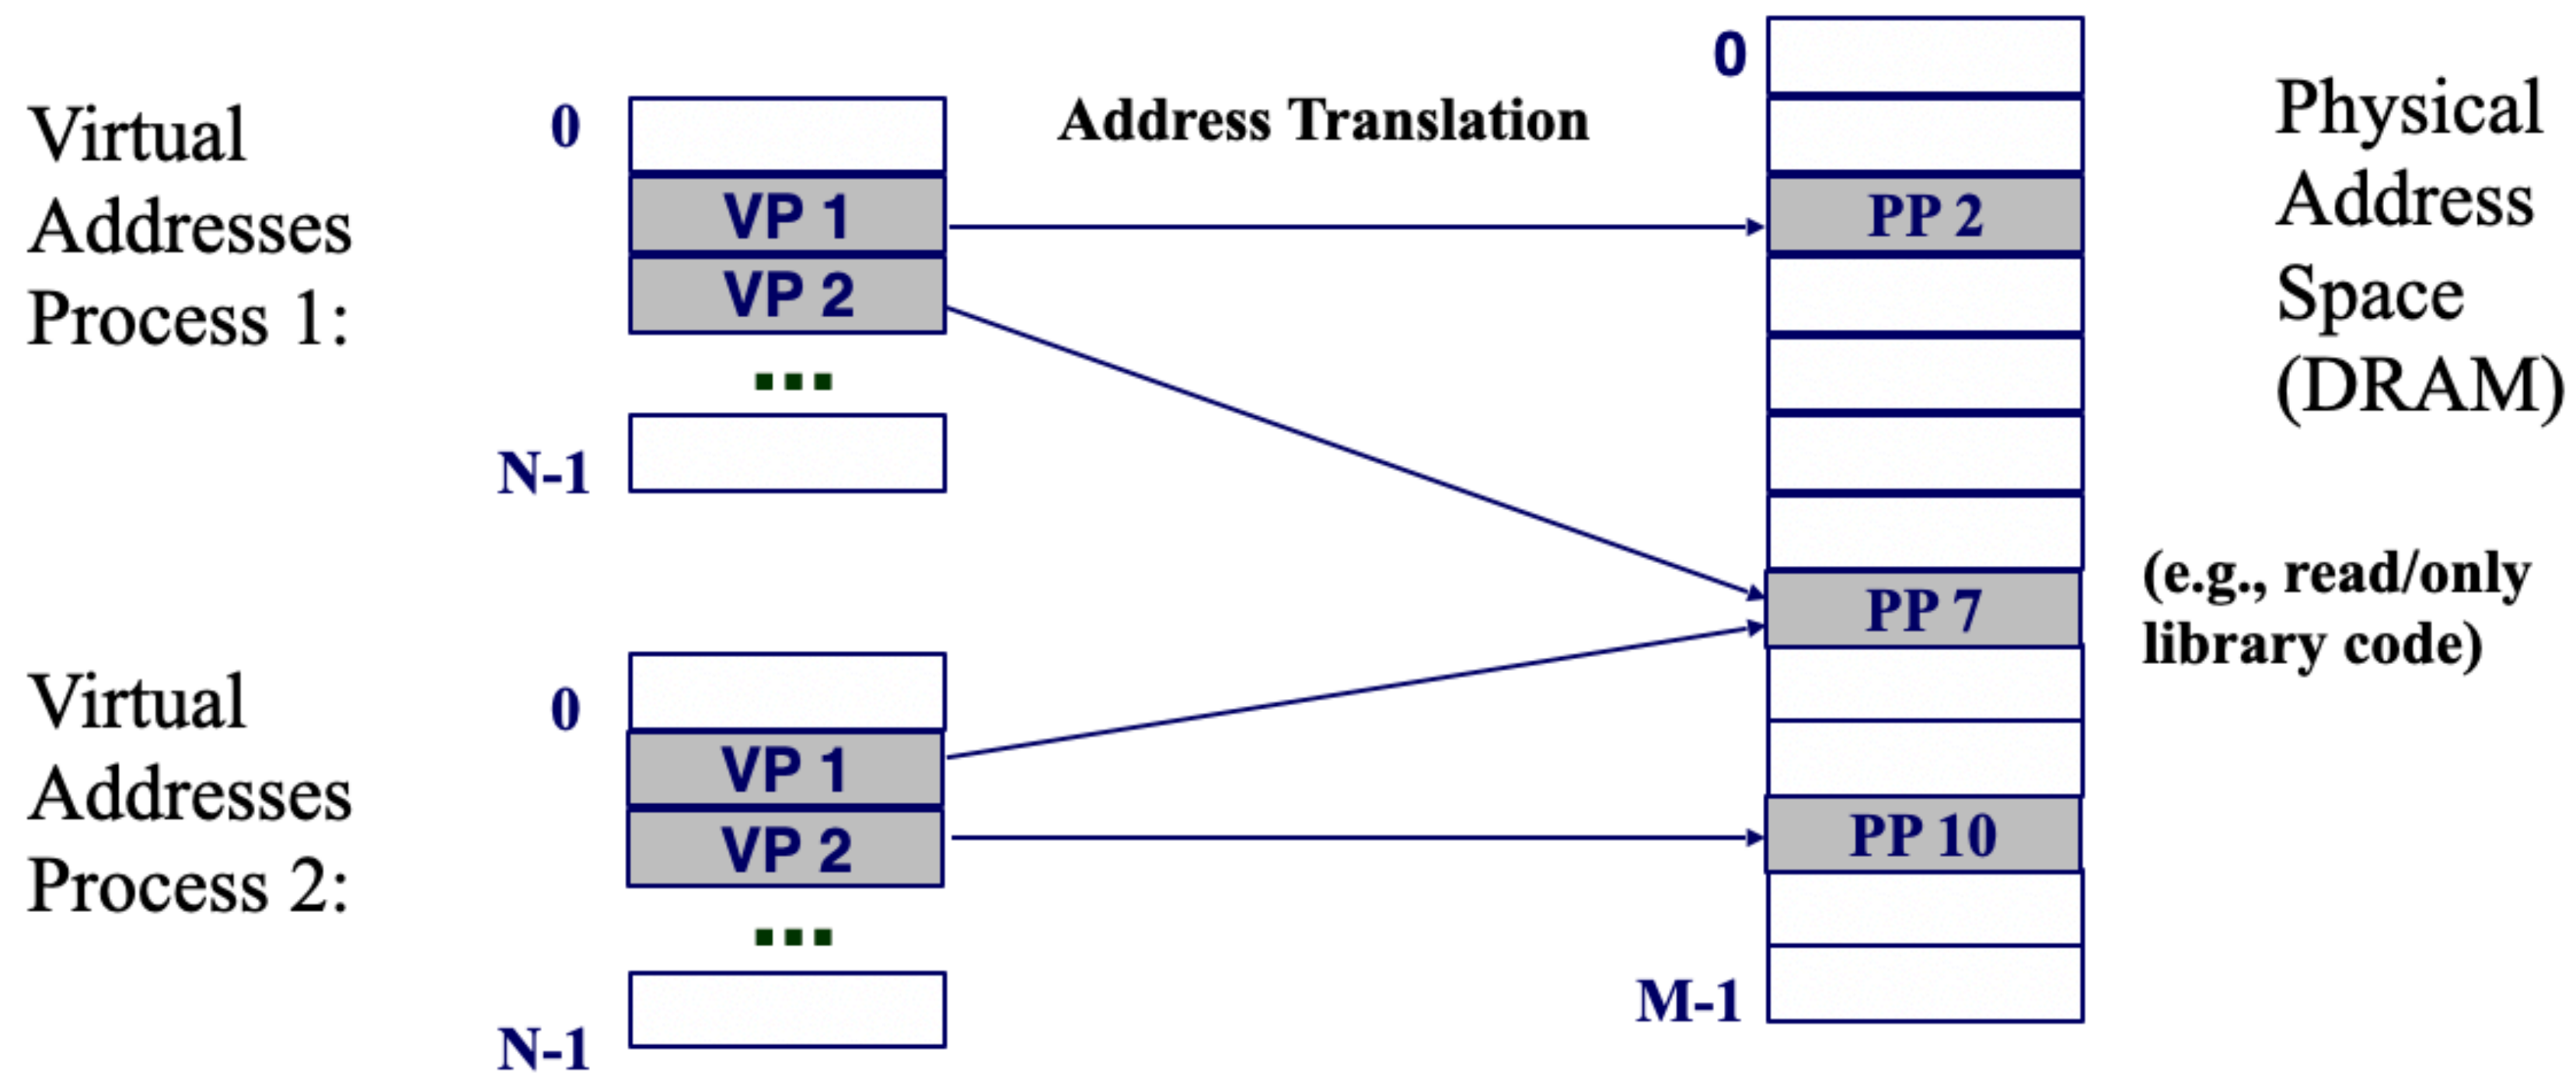 Virtual
Addresses
Process 1:
0
VP 1
VP 2
...
N-1
Address Translation
0
PP 2
PP 7
PP 10
M-1
Physical
Address
Space
(DRAM)
(e.g., read/only
library code)
Virtual
Addresses
Process 2:
0
VP 1
VP 2
...
N-1